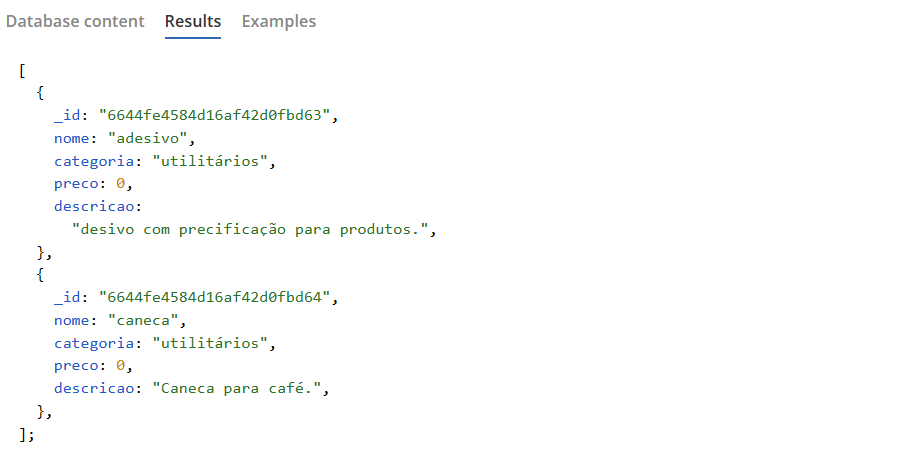 Database content Results Examples
[
{
_id: "6644fe4584d16af42d0fbd63",
nome: "adesivo",
categoria: "utilitários",
preco: 0,
descricao:
"desivo com precificação para produtos.",
},
{
_id: "6644fe4584d16af42d0fbd64",
nome: "caneca",
categoria: "utilitários",
preco: 0,
descricao: "Caneca para café.",
},
];